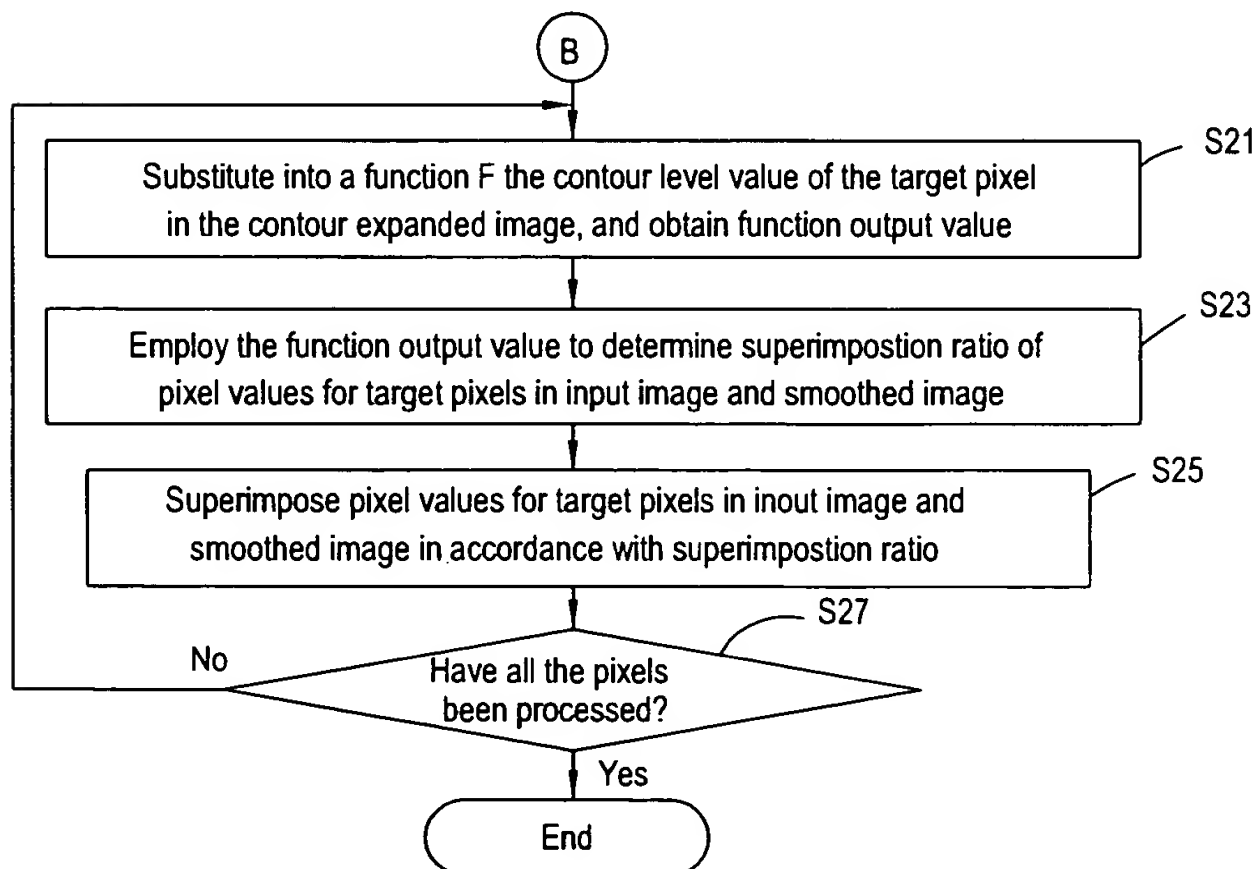 B
S21
Substitute into a function F the contour level value of the target pixel
in the contour expanded image, and obtain function output value
S23
Employ the function output value to determine superimpostion ratio of
pixel values for target pixels in input image and smoothed image
S25
Superimpose pixel values for target pixels in inout image and
smoothed image in accordance with superimpostion ratio
S27
No
Have all the pixels
been processed?
Yes
End